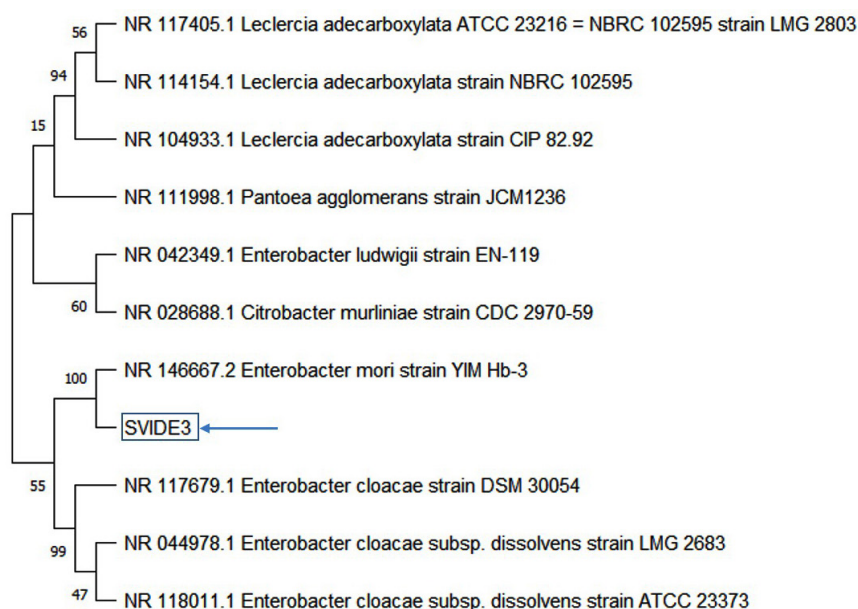 56
NR 117405.1 Leclercia adecarboxylata ATCC 23216 = NBRC 102595 strain LMG 2803
94
NR 114154.1 Leclercia adecarboxylata strain NBRC 102595
15
NR 104933.1 Leclercia adecarboxylata strain CIP 82.92
NR 111998.1 Pantoea agglomerans strain JCM1236
NR 042349.1 Enterobacter ludwigii strain EN-119
60
NR 028688.1 Citrobacter murliniae strain CDC 2970-59
100
NR 146667.2 Enterobacter mori strain YIM Hb-3
SVIDE3
55
NR 117679.1 Enterobacter cloacae strain DSM 30054
99
NR 044978.1 Enterobacter cloacae subsp. dissolvens strain LMG 2683
47
NR 118011.1 Enterobacter cloacae subsp. dissolvens strain ATCC 23373